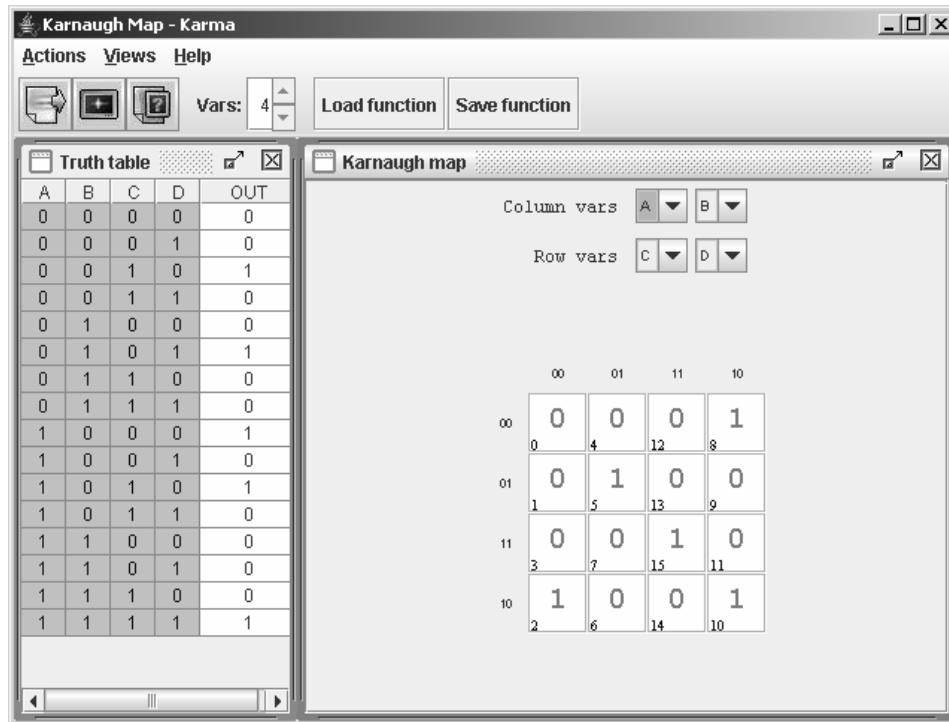 Karnaugh Map - Karma
Actions Views Help
Vars: 4 Load function Save function
Truth table
A B C D OUT
0 0 0 0 0
0 0 0 1 0
0 0 1 0 1
0 0 1 1 0
0 1 0 0 0
0 1 0 1 1
0 1 1 0 0
0 1 1 1 0
1 0 0 0 1
1 0 0 1 0
1 0 1 0 1
1 0 1 1 0
1 1 0 0 0
1 1 0 1 0
1 1 1 0 0
1 1 1 1 1
Karnaugh map
Column vars A B
Row vars C D
00 01 11 10
00 0 0 0 1
0 4 12 8
01 0 1 0 0
1 5 13 9
11 0 0 1 0
3 7 15 11
10 1 0 0 1
2 6 14 10